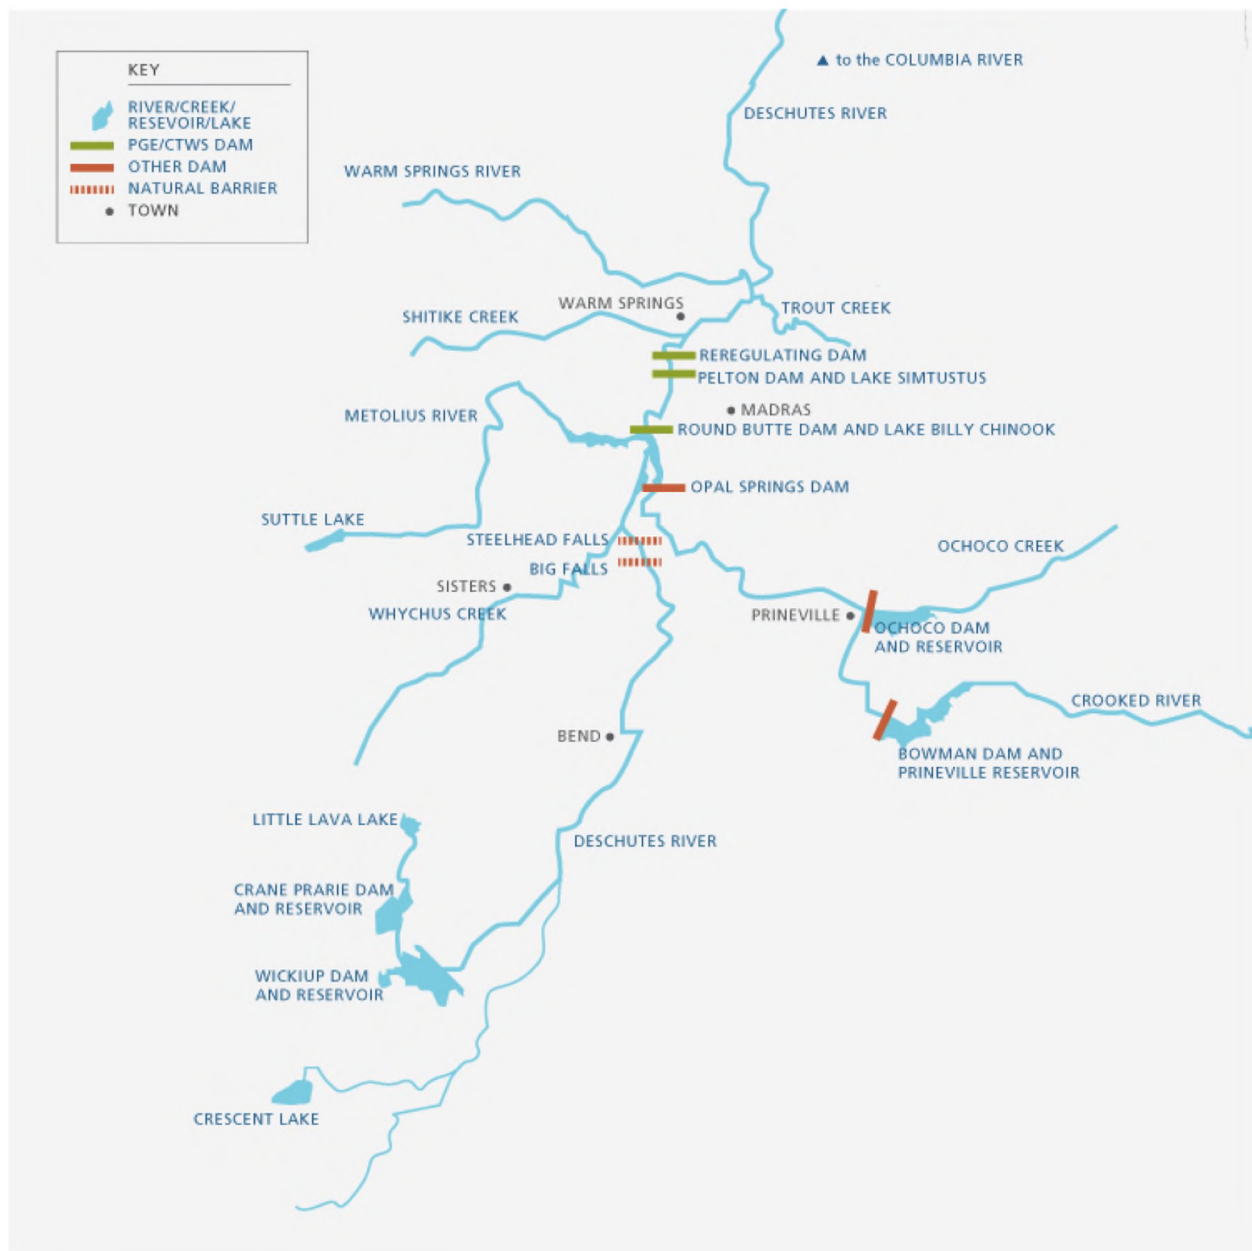 KEY
RIVER/CREEK/
RESEVOIR/LAKE
PGE/CTWS DAM
OTHER DAM
NATURAL BARRIER
TOWN
▲ to the COLUMBIA RIVER
DESCHUTES RIVER
WARM SPRINGS RIVER
WARM SPRINGS
TROUT CREEK
SHITIKE CREEK
REREGULATING DAM
PELTON DAM AND LAKE SIMTUSTUS
METOLIUS RIVER
MADRAS
ROUND BUTTE DAM AND LAKE BILLY CHINOOK
OPAL SPRINGS DAM
SUTTLE LAKE
STEELHEAD FALLS
OCHOCO CREEK
BIG FALLS
SISTERS
WHYCHUS CREEK
PRINEVILLE
OCHOCO DAM
AND RESERVOIR
CROOKED RIVER
BEND
BOWMAN DAM AND
PRINEVILLE RESERVOIR
LITTLE LAVA LAKE
DESCHUTES RIVER
CRANE PRARIE DAM
AND RESERVOIR
WICKIUP DAM
AND RESERVOIR
CRESCENT LAKE